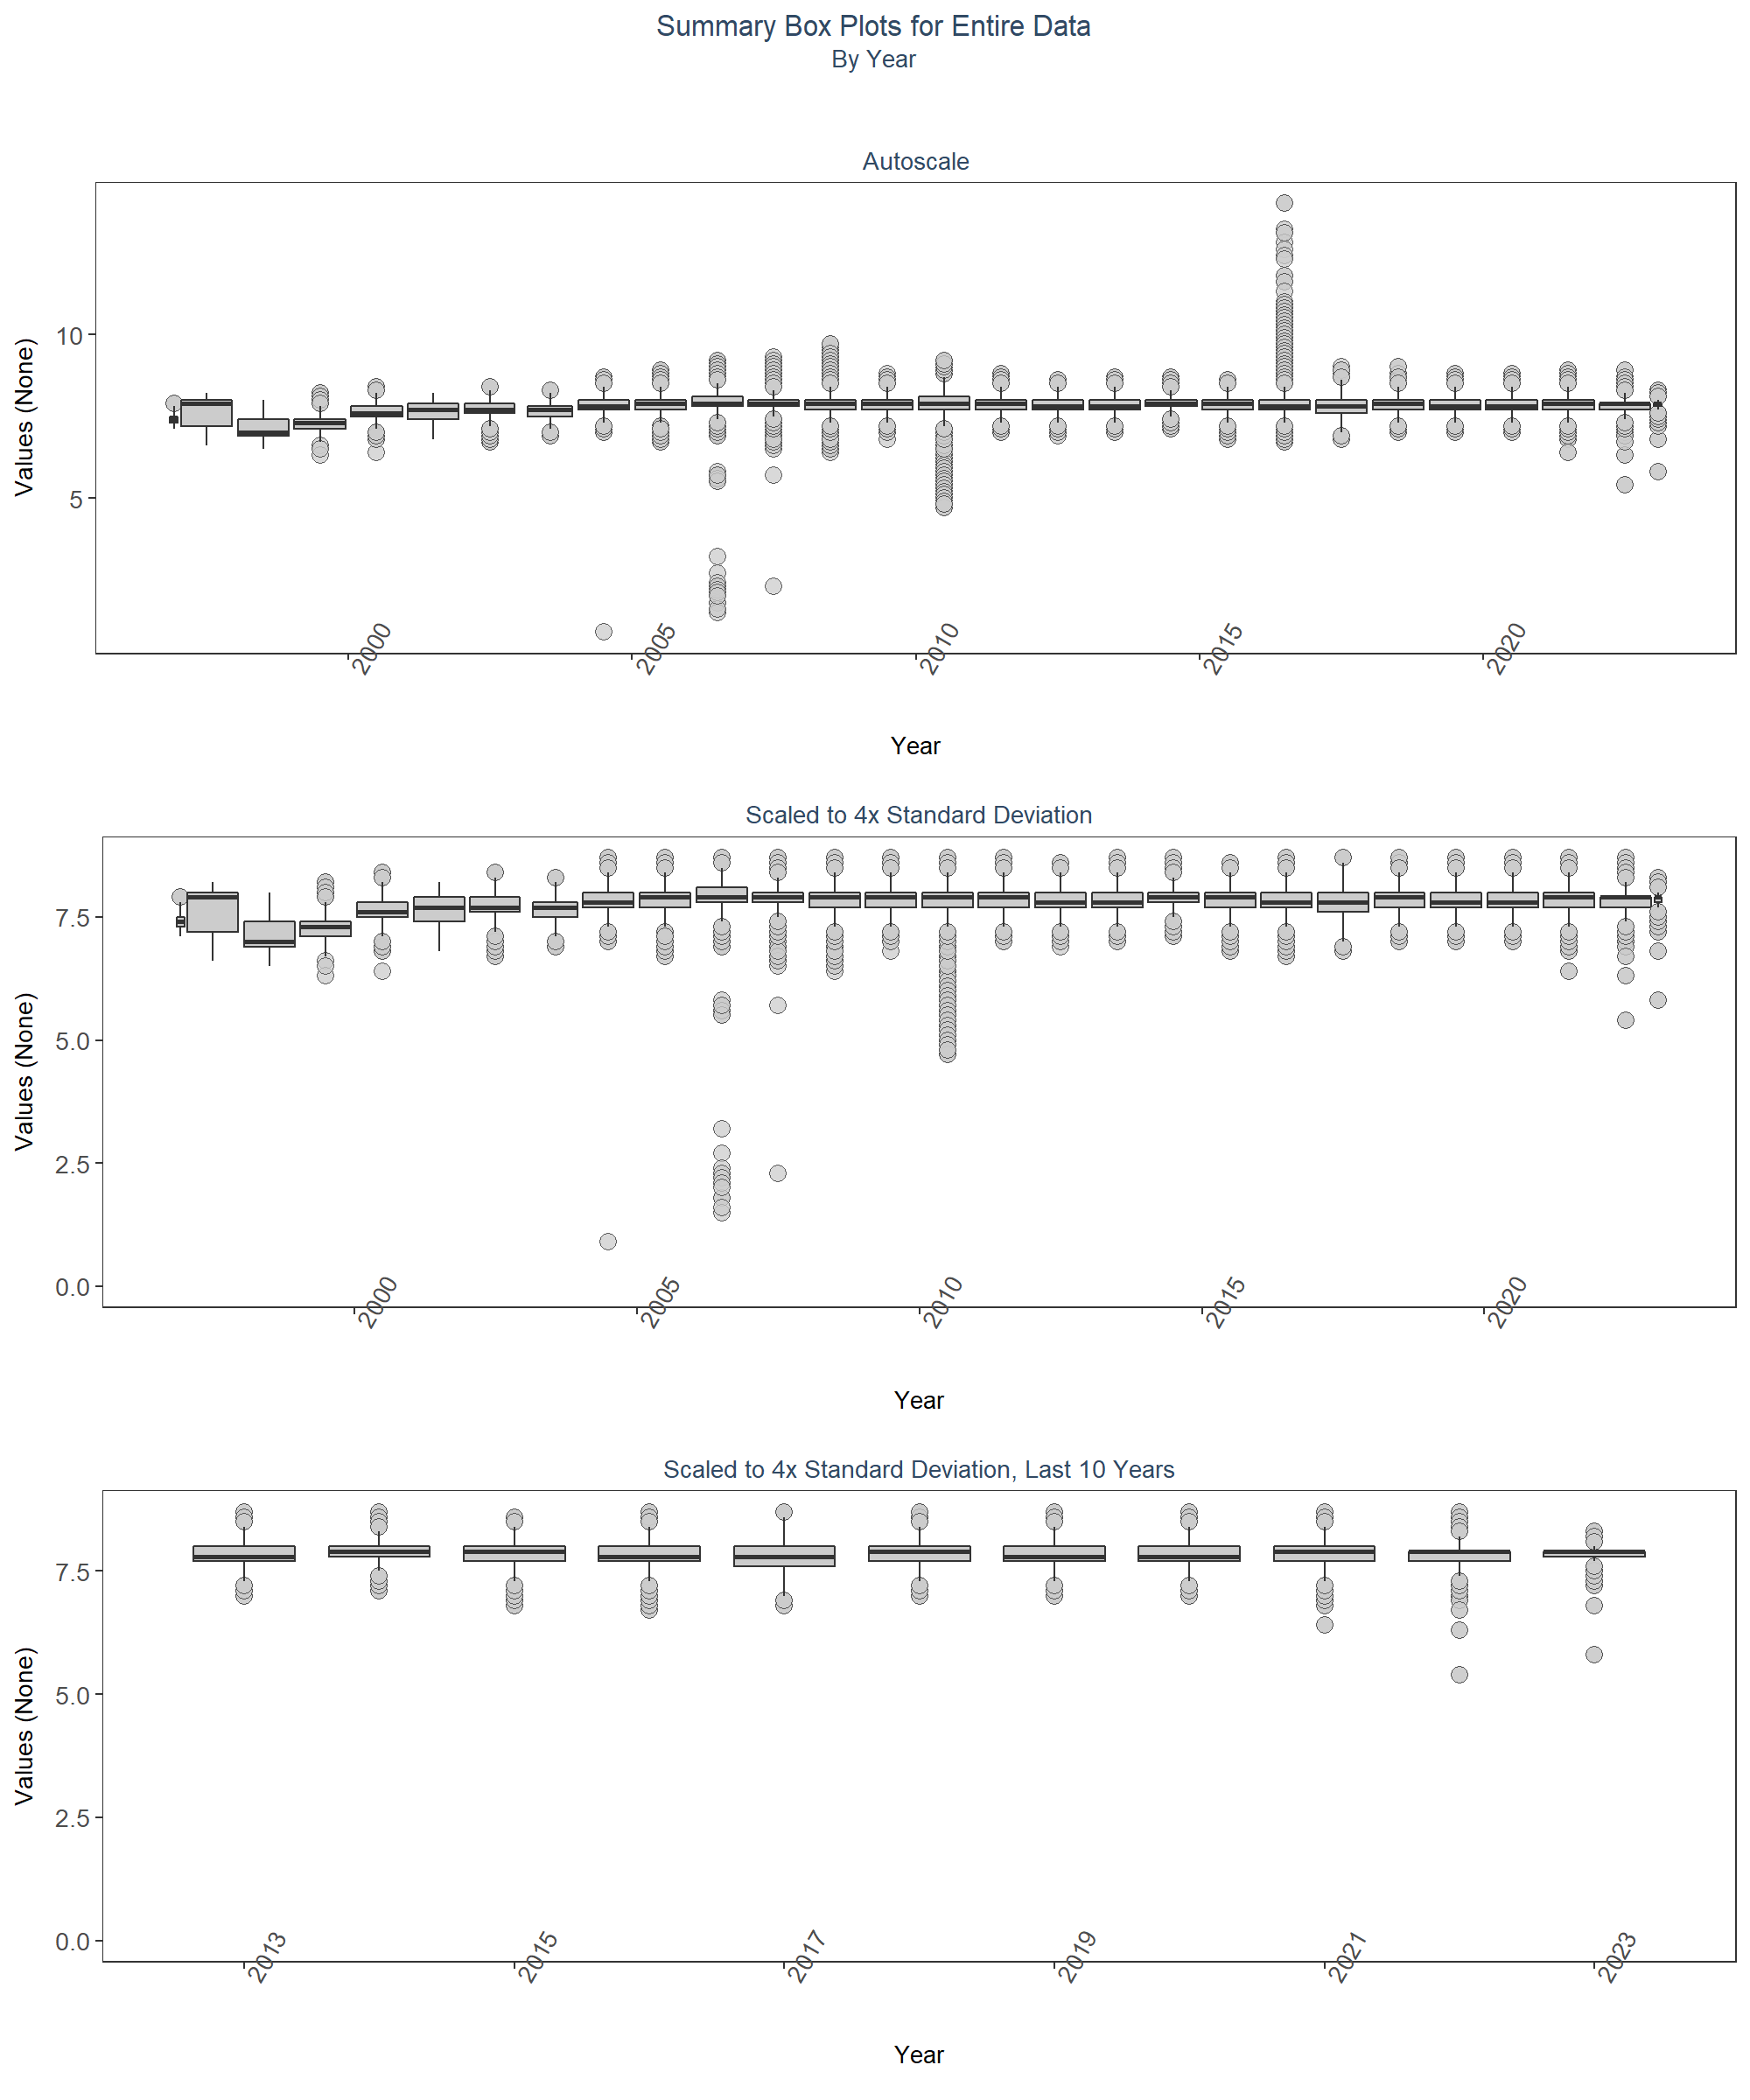 Summary Box Plots for Entire Data
By Year
Autoscale
Values (None)
10
5
2000
2005
2010
2015
2020
Year
Scaled to 4x Standard Deviation
Values (None)
7.5
5.0
2.5
0.0
2000
2005
2010
2015
2020
Year
Scaled to 4x Standard Deviation, Last 10 Years
Values (None)
7.5
5.0
2.5
0.0
2013
2015
2017
2019
2021
2023
Year